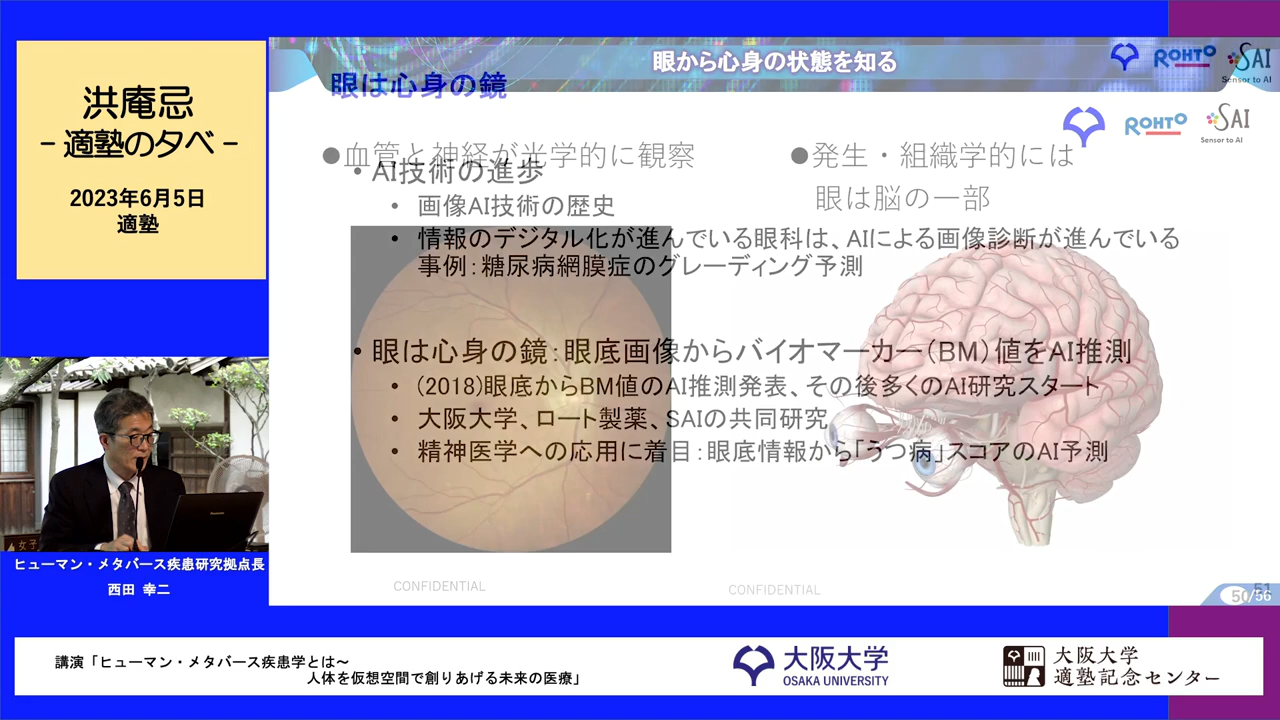 洪庵忌
- 適塾の夕べ -
2023年6月5日
適塾
眼から心身の状態を知る
眼は心身の鏡
ROHTO
SAI
Sensor to AI
ROHTO
SAI
Sensor to AI
●血管と神経が光学的に観察
●発生・組織学的には
眼は脳の一部
• AI技術の進歩
• 画像AI技術の歴史
• 情報のデジタル化が進んでいる眼科は、AIによる画像診断が進んでいる
事例：糖尿病網膜症のグレーディング予測
• 眼は心身の鏡：眼底画像からバイオマーカー（BM）値をAI推測
• (2018)眼底からBM値のAI推測発表、その後多くのAI研究スタート
• 大阪大学、ロート製薬、SAIの共同研究
• 精神医学への応用に着目：眼底情報から「うつ病」スコアのAI予測
CONFIDENTIAL
CONFIDENTIAL
51
50/56
女子
Panasonic
ヒューマン・メタバース疾患研究拠点長
西田 幸二
講演「ヒューマン・メタバース疾患学とは〜
人体を仮想空間で創りあげる未来の医療」
大阪大学
OSAKA UNIVERSITY
大阪大学
適塾記念センター